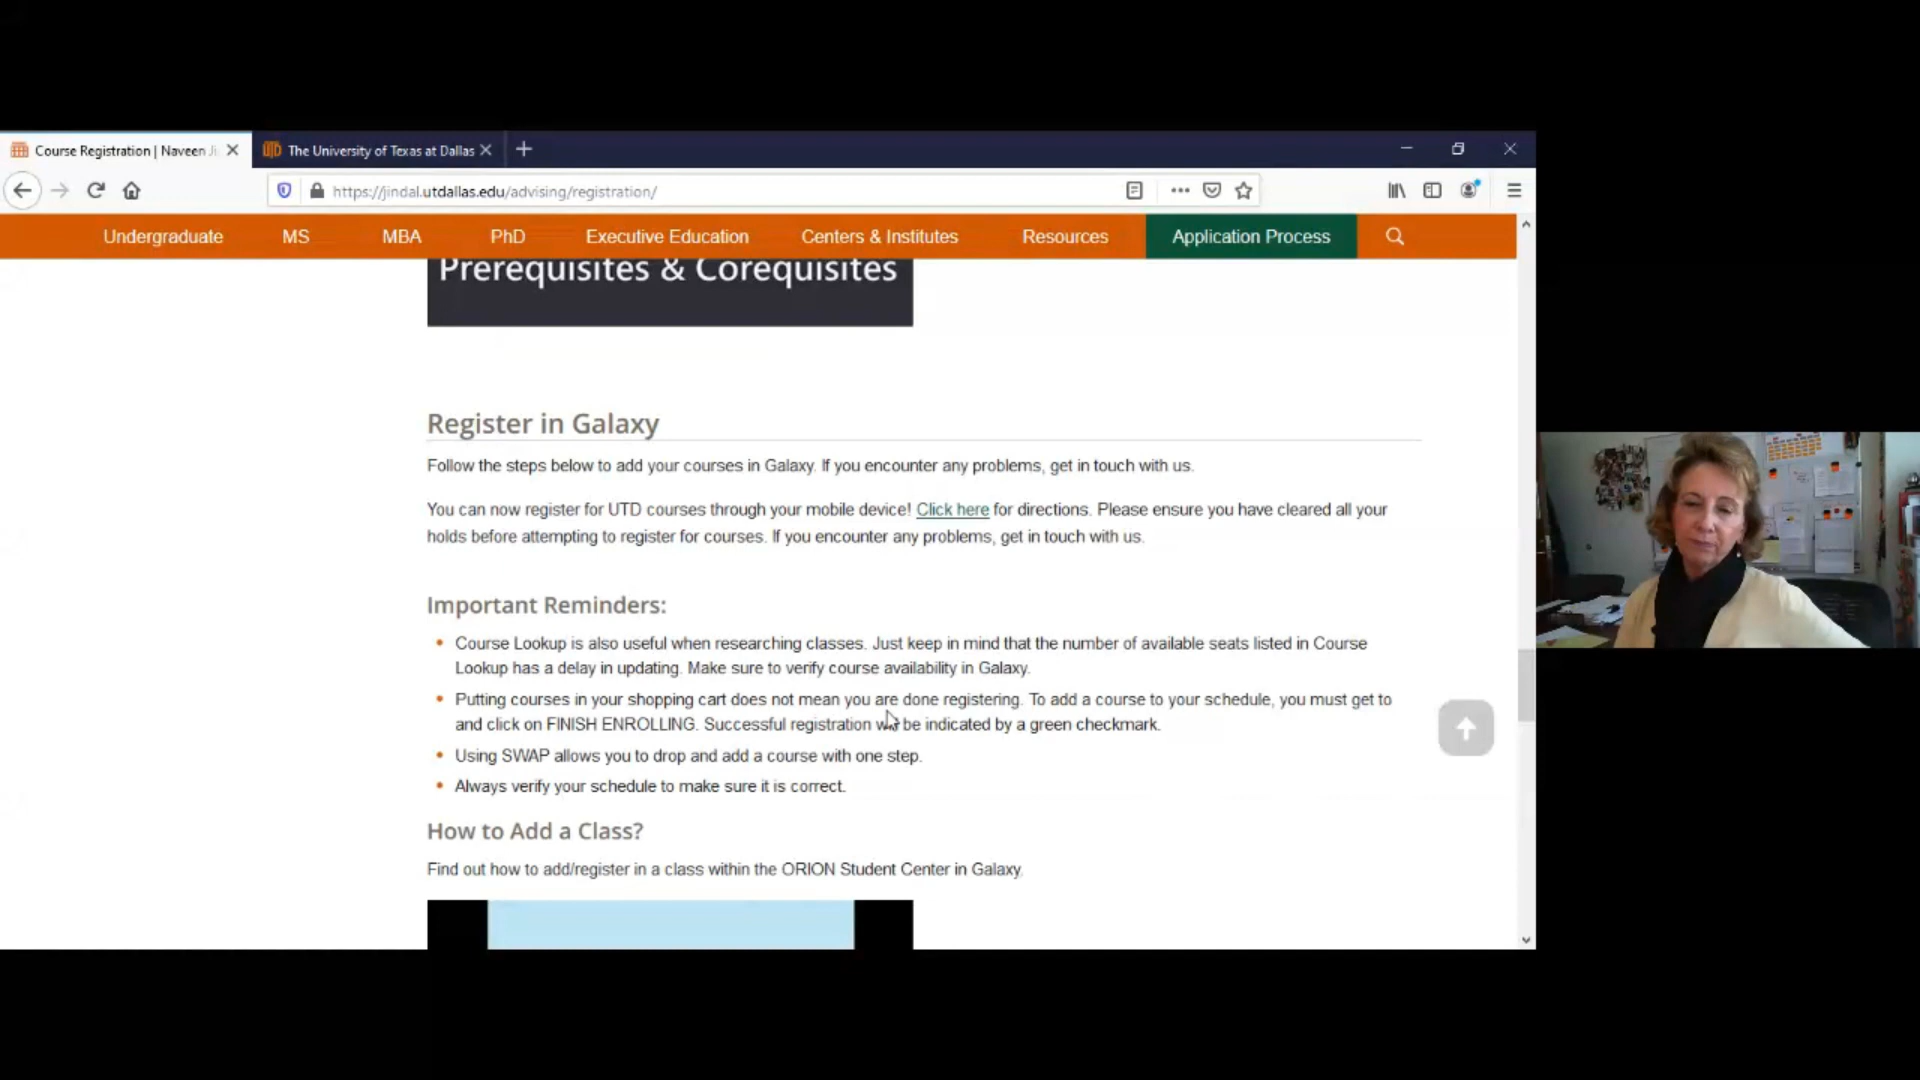 Course Registration | Naveen Ji
The University of Texas at Dallas
https://jindal.utdallas.edu/advising/registration/
Undergraduate MS MBA PhD Executive Education Centers & Institutes Resources Application Process
Prerequisites & Corequisites
Register in Galaxy
Follow the steps below to add your courses in Galaxy. If you encounter any problems, get in touch with us.
You can now register for UTD courses through your mobile device! Click here for directions. Please ensure you have cleared all your
holds before attempting to register for courses. If you encounter any problems, get in touch with us.
Important Reminders:
Course Lookup is also useful when researching classes. Just keep in mind that the number of available seats listed in Course
Lookup has a delay in updating. Make sure to verify course availability in Galaxy.
Putting courses in your shopping cart does not mean you are done registering. To add a course to your schedule, you must get to
and click on FINISH ENROLLING. Successful registration will be indicated by a green checkmark.
Using SWAP allows you to drop and add a course with one step.
Always verify your schedule to make sure it is correct.
How to Add a Class?
Find out how to add/register in a class within the ORION Student Center in Galaxy.